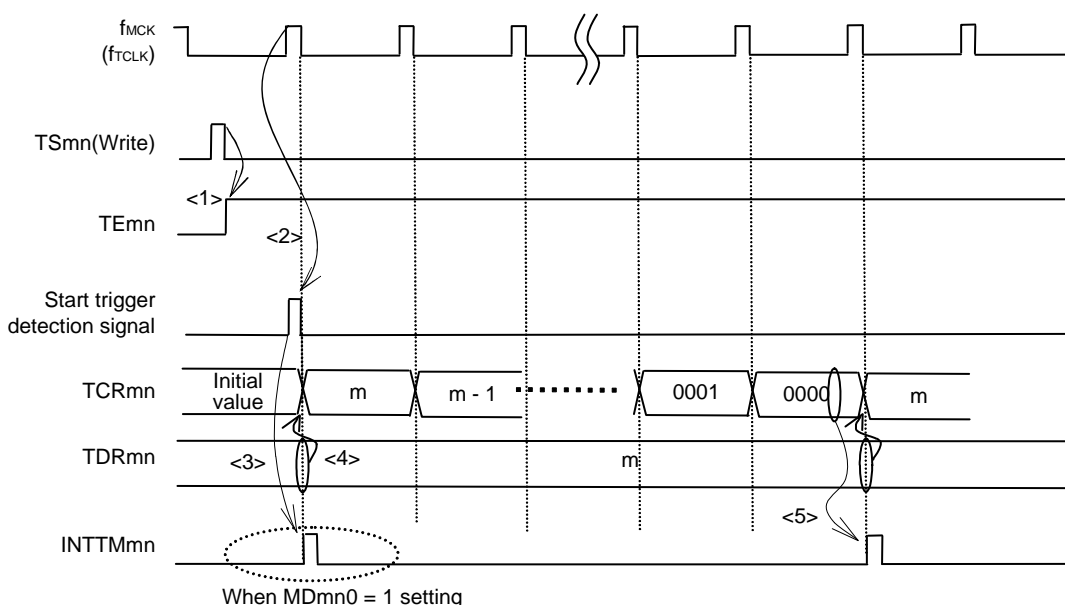 fMCK
(fTCLK)
TSmn(Write)
<1>
TEmn
<2>
Start trigger
detection signal
TCRmn
Initial
value
m
m - 1
0001
0000
m
TDRmn
<3>
<4>
m
<5>
INTTMmn
When MDmn0 = 1 setting